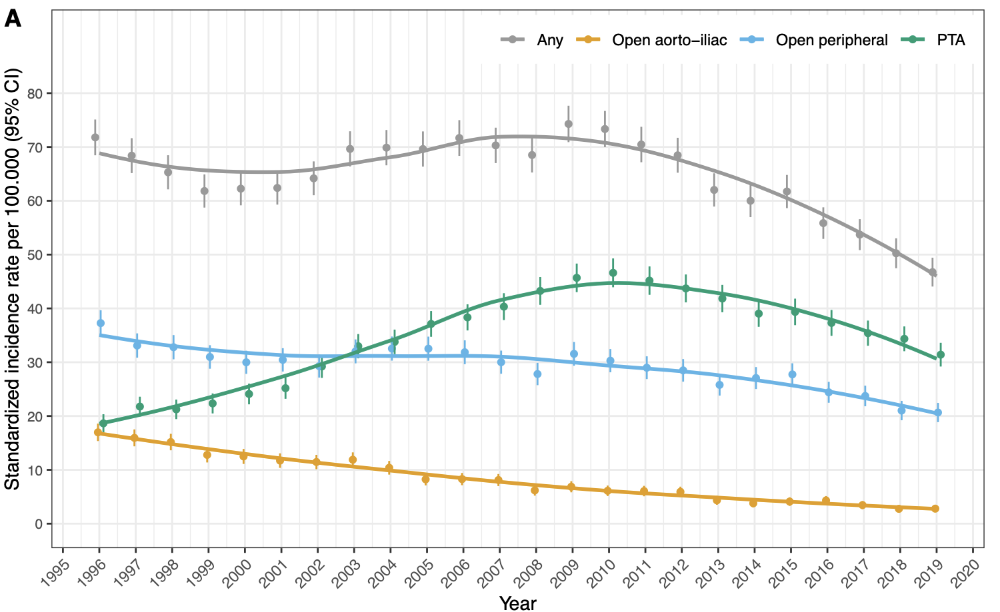 A
Any Open aorto–iliac Open peripheral PTA
Standardized incidence rate per 100.000 (95% CI)
80
70
60
50
40
30
20
10
0
1995 1996 1997 1998 1999 2000 2001 2002 2003 2004 2005 2006 2007 2008 2009 2010 2011 2012 2013 2014 2015 2016 2017 2018 2019 2020
Year